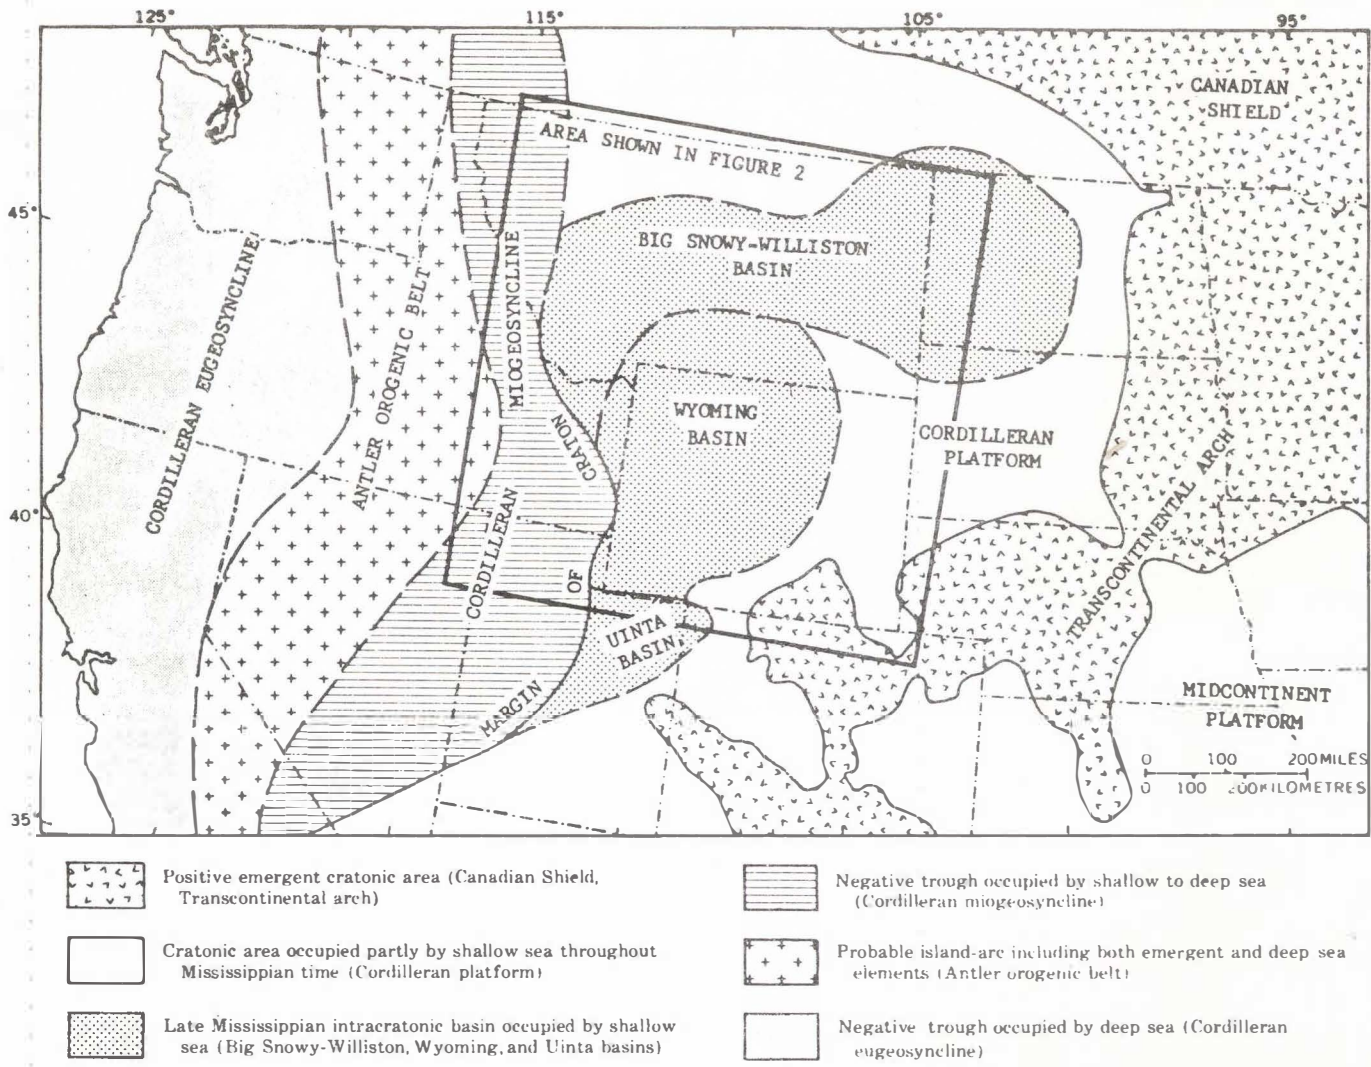 125°
115°
105°
95°
CANADIAN
SHIELD
AREA SHOWN IN FIGURE 2
45°
BIG SNOWY-WILLISTON
BASIN
CORDILLERAN EUGEOSYNCLINE
ANTLER OROGENIC BELT
MIOGEOSYNCLINE
CORDILLERAN
WYOMING
BASIN
CORDILLERAN
PLATFORM
MARGIN
OF
CRATON
TRANSCONTINENTAL ARCH
40°
UINTA
BASIN
MIDCONTINENT
PLATFORM
0 100 200 MILES
0 100 200 KILOMETRES
35°
Positive emergent cratonic area (Canadian Shield,
Transcontinental arch)
Cratonic area occupied partly by shallow sea throughout
Mississippian time (Cordilleran platform)
Late Mississippian intracratonic basin occupied by shallow
sea (Big Snowy-Williston, Wyoming, and Uinta basins)
Negative trough occupied by shallow to deep sea
(Cordilleran miogeosyncline)
Probable island-arc including both emergent and deep sea
elements (Antler orogenic belt)
Negative trough occupied by deep sea (Cordilleran
eugeosyncline)